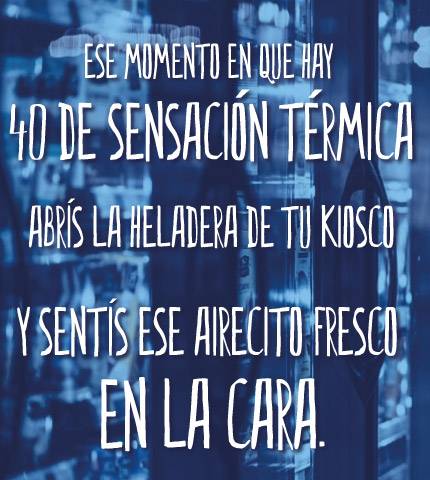 ESE MOMENTO EN QUE HAY
40 DE SENSACIÓN TÉRMICA
ABRÍS LA HELADERA DE TU KIOSCO
Y SENTÍS ESE AIRECITO FRESCO
EN LA CARA.